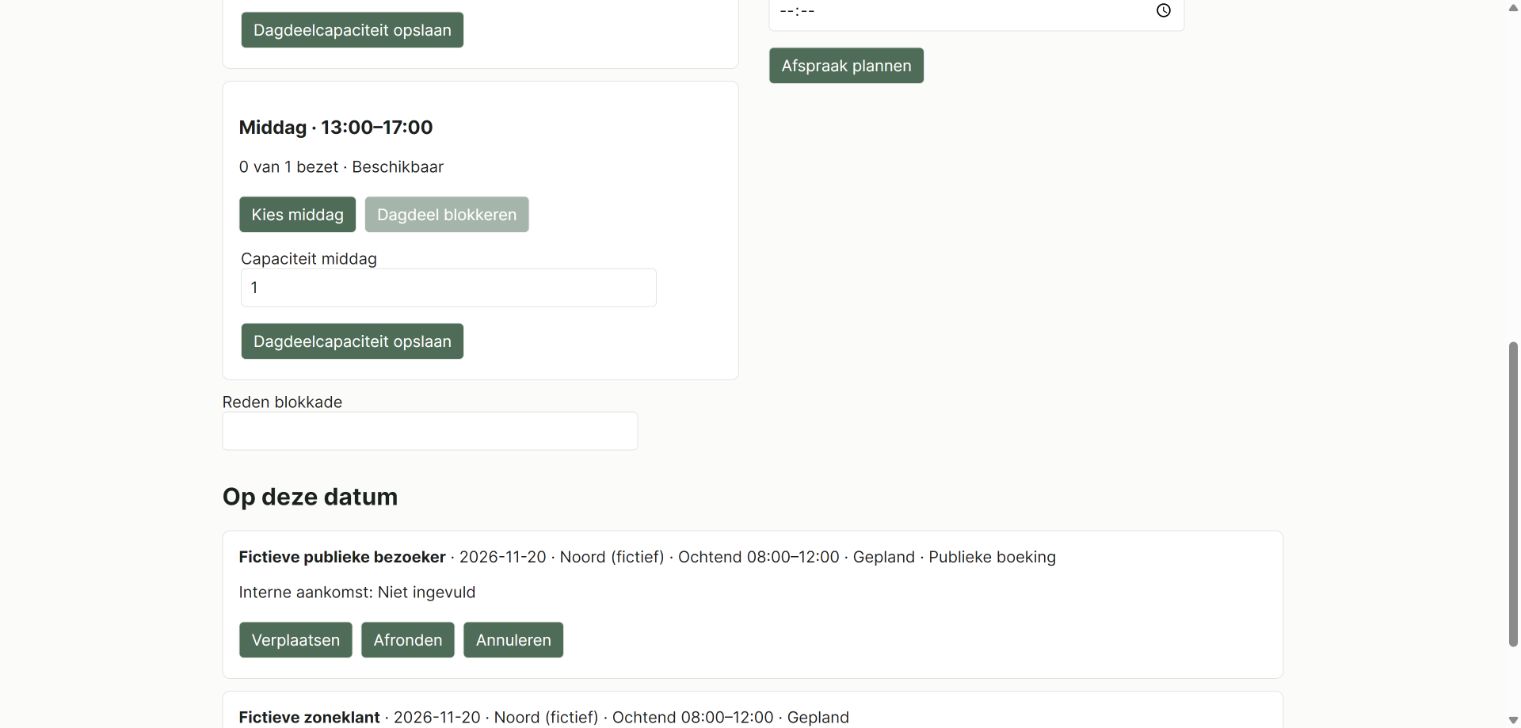 Dagdeelcapaciteit opslaan
--:--
Afspraak plannen
Middag · 13:00–17:00
0 van 1 bezet · Beschikbaar
Kies middag Dagdeel blokkeren
Capaciteit middag
1
Dagdeelcapaciteit opslaan
Reden blokkade
Op deze datum
Fictieve publieke bezoeker · 2026-11-20 · Noord (fictief) · Ochtend 08:00–12:00 · Gepland · Publieke boeking
Interne aankomst: Niet ingevuld
Verplaatsen Afronden Annuleren
Fictieve zoneklant · 2026-11-20 · Noord (fictief) · Ochtend 08:00–12:00 · Gepland